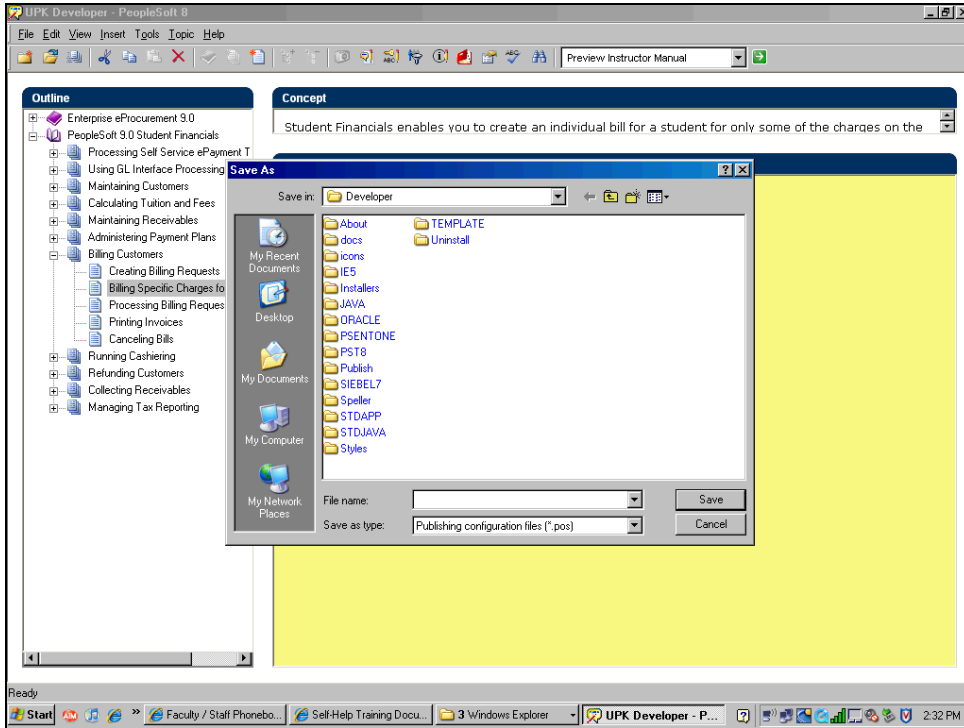 UPK Developer - PeopleSoft 8
File Edit View Insert Tools Topic Help
Preview Instructor Manual
Outline
Enterprise eProcurement 9.0
PeopleSoft 9.0 Student Financials
Processing Self Service ePayment T
Using GL Interface Processing
Maintaining Customers
Calculating Tuition and Fees
Maintaining Receivables
Administering Payment Plans
Billing Customers
Creating Billing Requests
Billing Specific Charges fo
Processing Billing Reques
Printing Invoices
Canceling Bills
Running Cashiering
Refunding Customers
Collecting Receivables
Managing Tax Reporting
Concept
Student Financials enables you to create an individual bill for a student for only some of the charges on the
Save As
Save in:
Developer
My Recent
Documents
Desktop
My Documents
My Computer
My Network
Places
About
docs
icons
IE5
Installers
JAVA
ORACLE
PSENTONE
PST8
Publish
SIEBEL7
Speller
STDAPP
STDJAVA
Styles
TEMPLATE
Uninstall
File name:
Save
Save as type:
Publishing configuration files (*.pos)
Cancel
Ready
Start
Faculty / Staff Phonebo...
Self-Help Training Docu...
3 Windows Explorer
UPK Developer - P...
2:32 PM